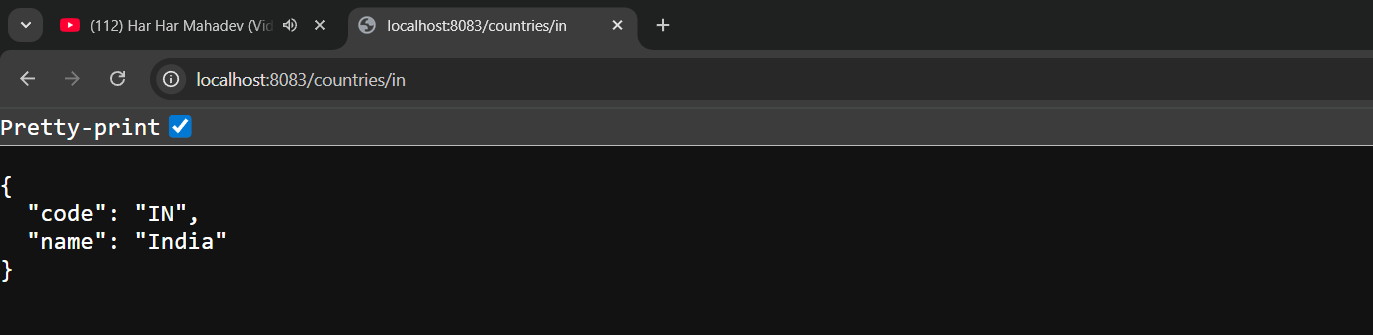 (112) Har Har Mahadev (Vid
localhost:8083/countries/in
localhost:8083/countries/in
Pretty-print
{
  "code": "IN",
  "name": "India"
}